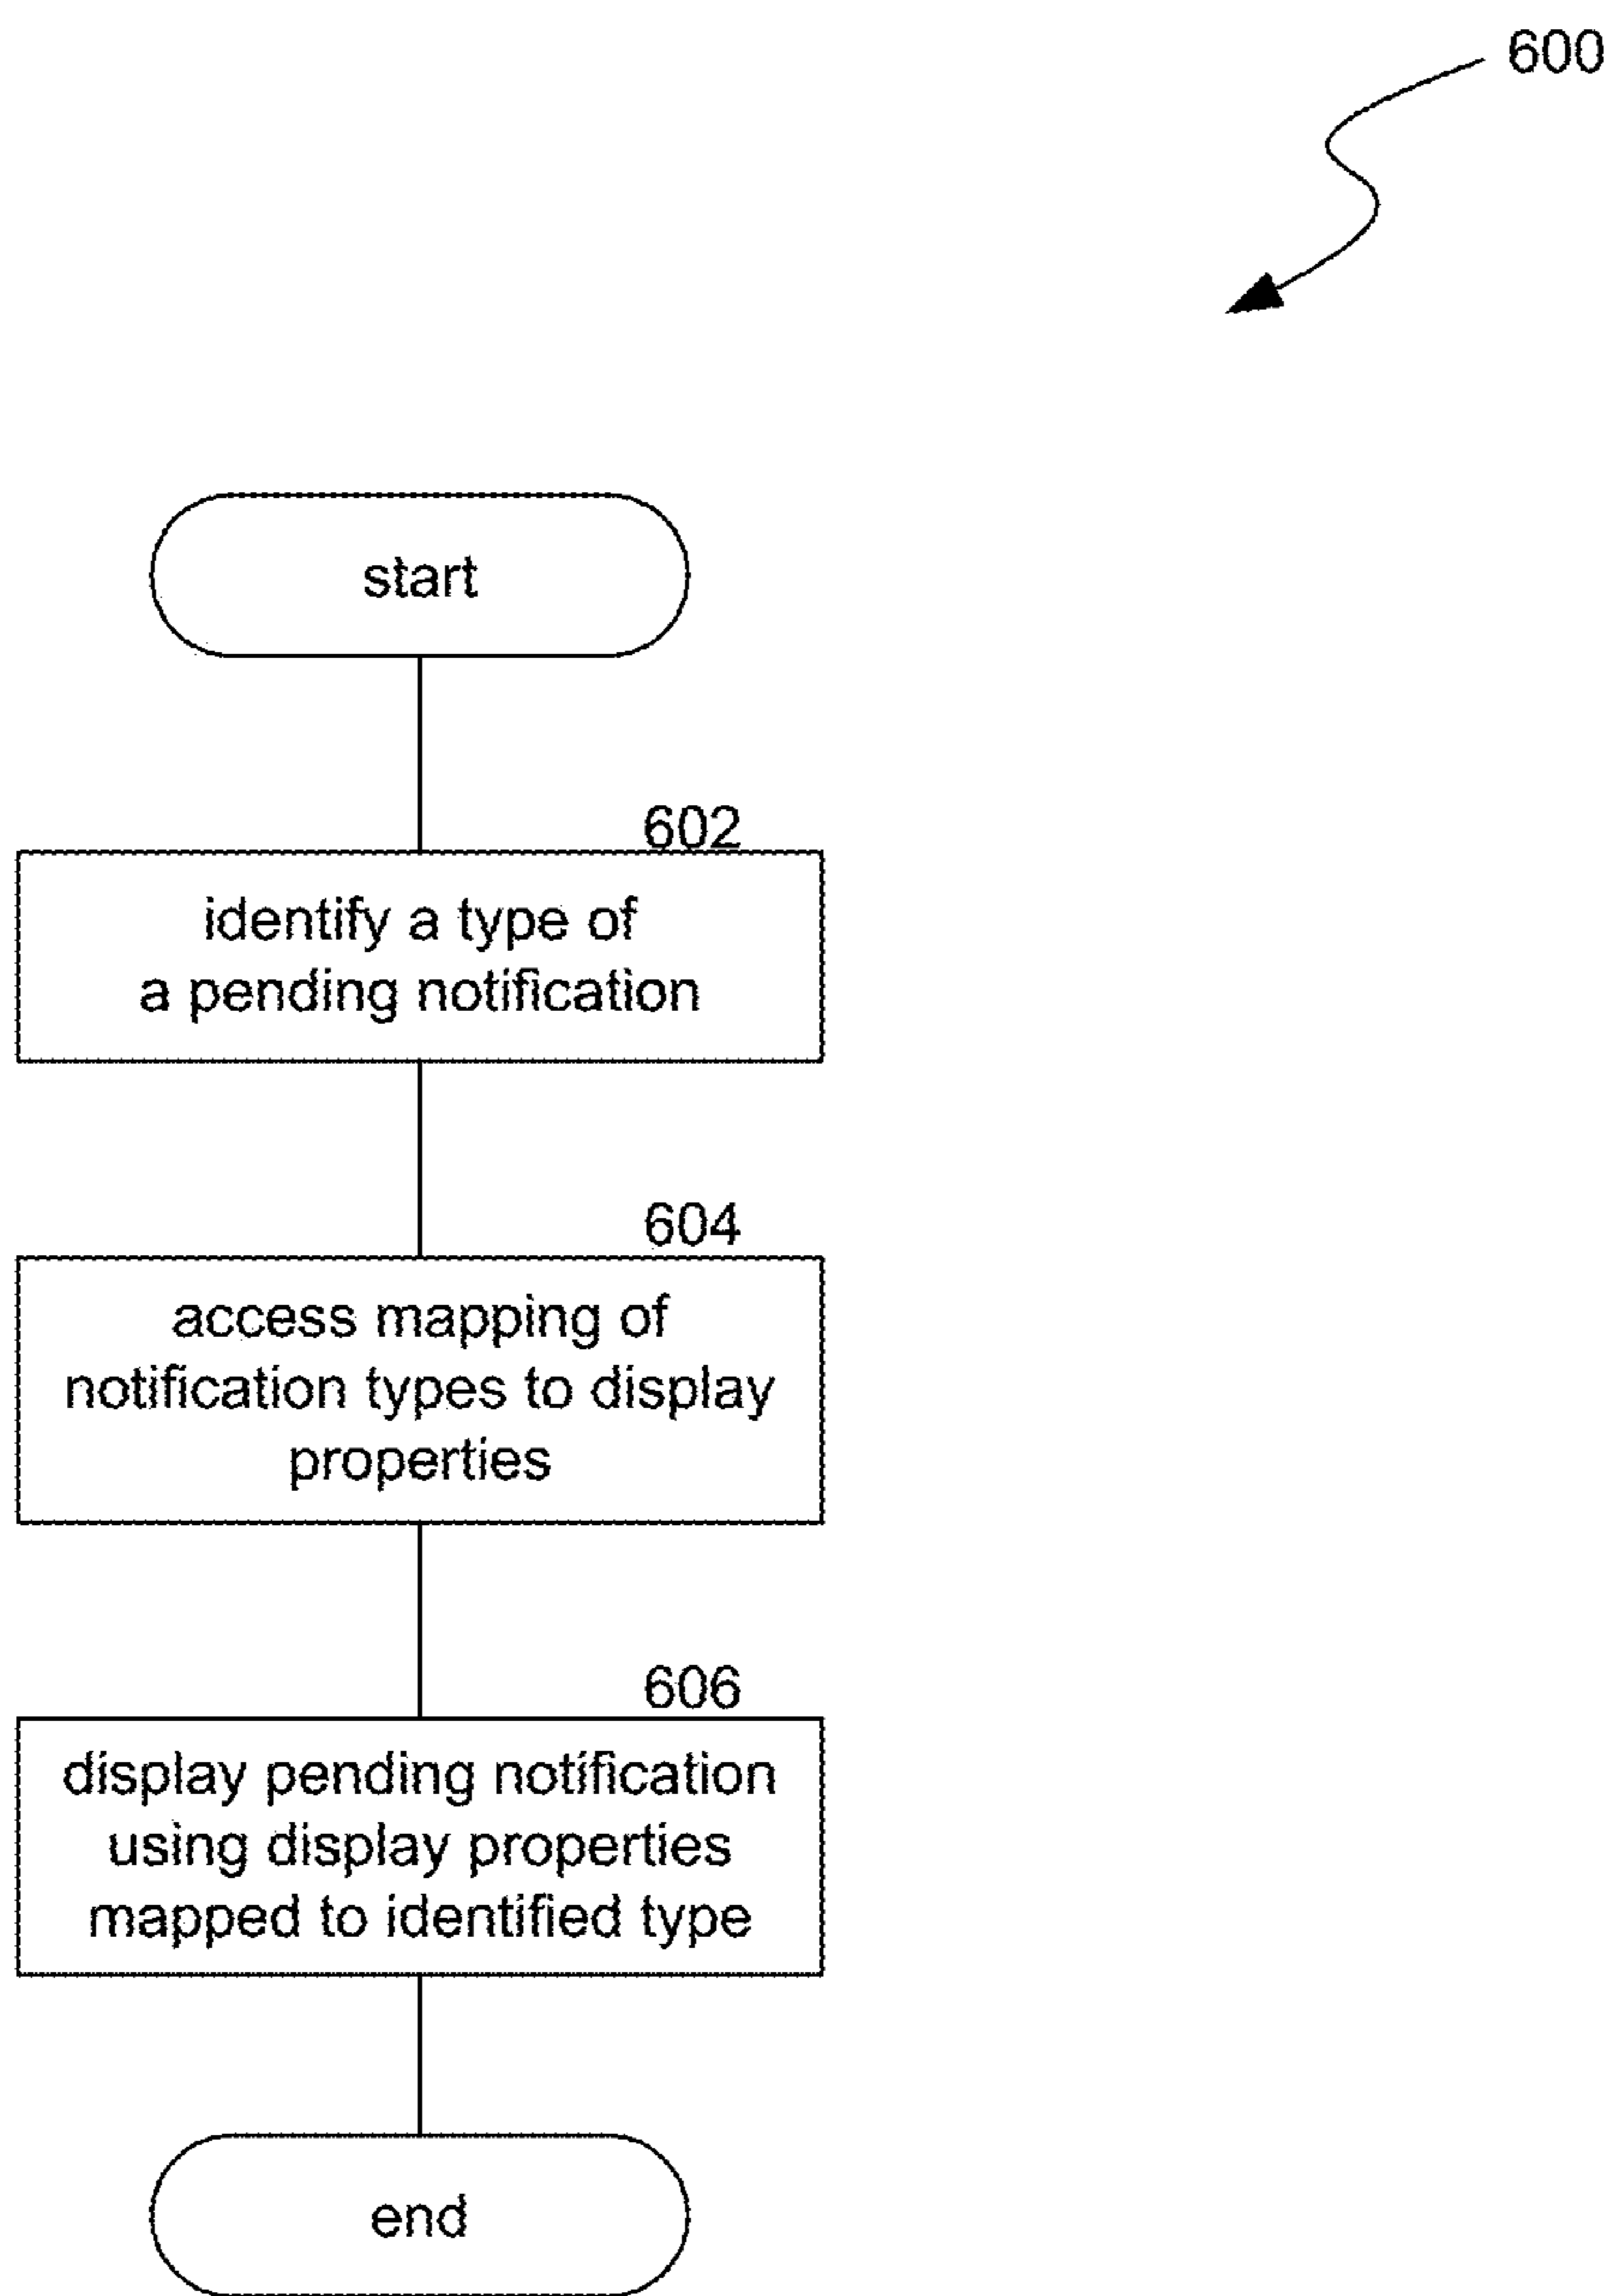 600
start
602
identify a type of
a pending notification
604
access mapping of
notification types to display
properties
606
display pending notification
using display properties
mapped to identified type
end